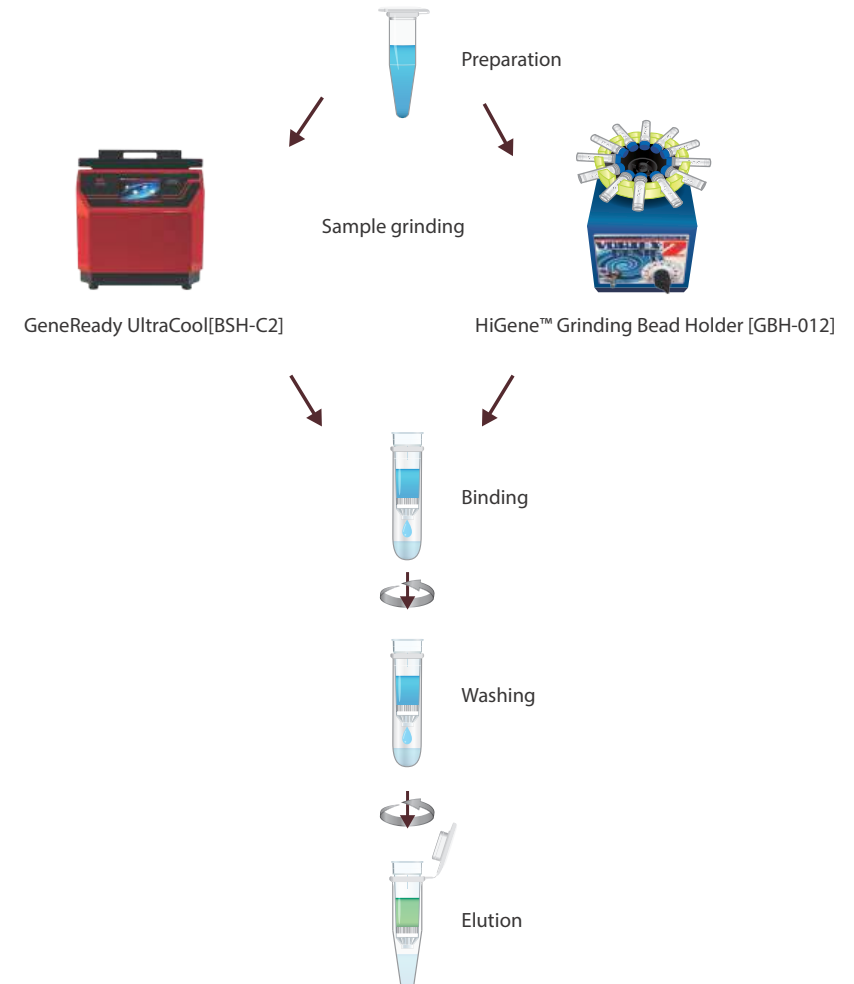 Preparation
Sample grinding
GeneReady UltraCool[BSH-C2]
HiGene™ Grinding Bead Holder [GBH-012]
Binding
Washing
Elution